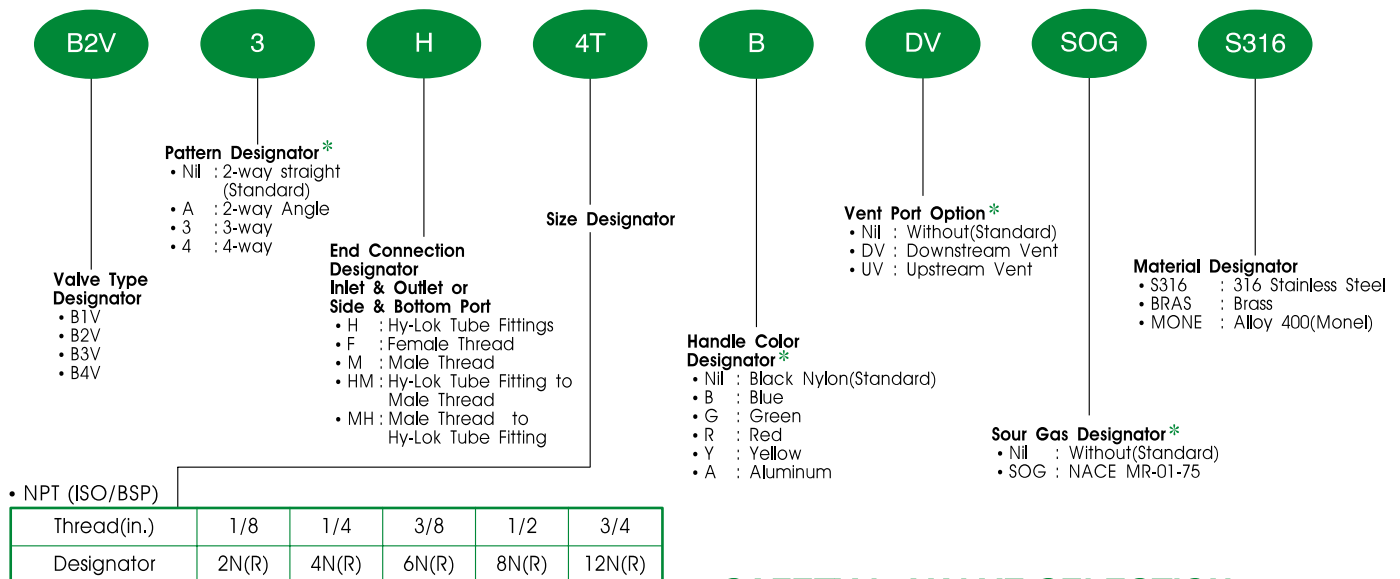 B2V 3 H 4T B DV SOG S316
Pattern Designator*
• Nil : 2-way straight
(Standard)
• A : 2-way Angle
• 3 : 3-way
• 4 : 4-way
Size Designator
Vent Port Option*
• Nil : Without(Standard)
• DV : Downstream Vent
• UV : Upstream Vent
End Connection
Designator
Inlet & Outlet or
Side & Bottom Port
• H : Hy-Lok Tube Fittings
• F : Female Thread
• M : Male Thread
• HM : Hy-Lok Tube Fitting to
Male Thread
• MH : Male Thread to
Hy-Lok Tube Fitting
Valve Type
Designator
• B1V
• B2V
• B3V
• B4V
Material Designator
• S316 : 316 Stainless Steel
• BRAS : Brass
• MONE : Alloy 400(Monel)
Handle Color
Designator*
• Nil : Black Nylon(Standard)
• B : Blue
• G : Green
• R : Red
• Y : Yellow
• A : Aluminum
Sour Gas Designator*
• Nil : Without(Standard)
• SOG : NACE MR-01-75
• NPT (ISO/BSP)
Thread(in.) 1/8 1/4 3/8 1/2 3/4
Designator 2N(R) 4N(R) 6N(R) 8N(R) 12N(R)